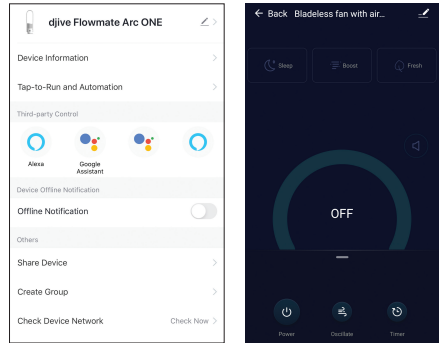 djive Flowmate Arc ONE
Device Information
Tap-to-Run and Automation
Third-party Control
Alexa
Google
Assistant
Device Offline Notification
Offline Notification
Others
Share Device
Create Group
Check Device Network
Check Now
Back Bladeless fan with air...
Sleep
Boost
Fresh
OFF
Power
Oscillate
Timer